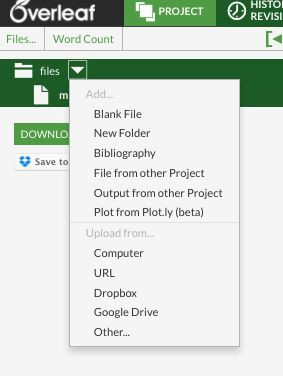 Overleaf
PROJECT
HISTO
REVISI
Files...
Word Count
files
m
Add...
Blank File
New Folder
Bibliography
File from other Project
Output from other Project
Plot from Plot.ly (beta)
Upload from...
Computer
URL
Dropbox
Google Drive
Other...
DOWNLO
Save to